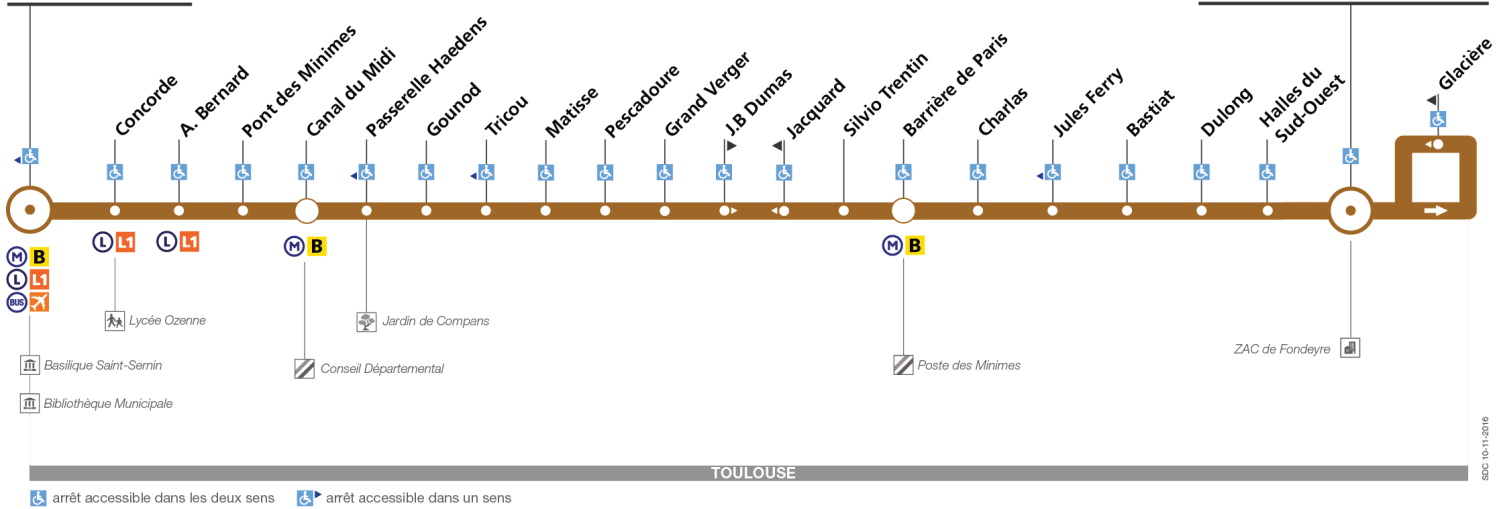 Concorde
A. Bernard
Pont des Minimes
Canal du Midi
Passerelle Haedens
Gounod
Tricou
Matisse
Pescadoure
Grand Verger
J.B Dumas
Jacquard
Silvio Trentin
Barrière de Paris
Charlas
Jules Ferry
Bastiat
Dulong
Halles du
Sud-Ouest
Glacière
M B
L L1
BUS
L L1
L L1
M B
M B
Lycée Ozenne
Jardin de Compans
Basilique Saint-Sernin
Conseil Départemental
Poste des Minimes
ZAC de Fondeyre
Bibliothèque Municipale
TOULOUSE
SDC 10-11-2016
arrêt accessible dans les deux sens
arrêt accessible dans un sens